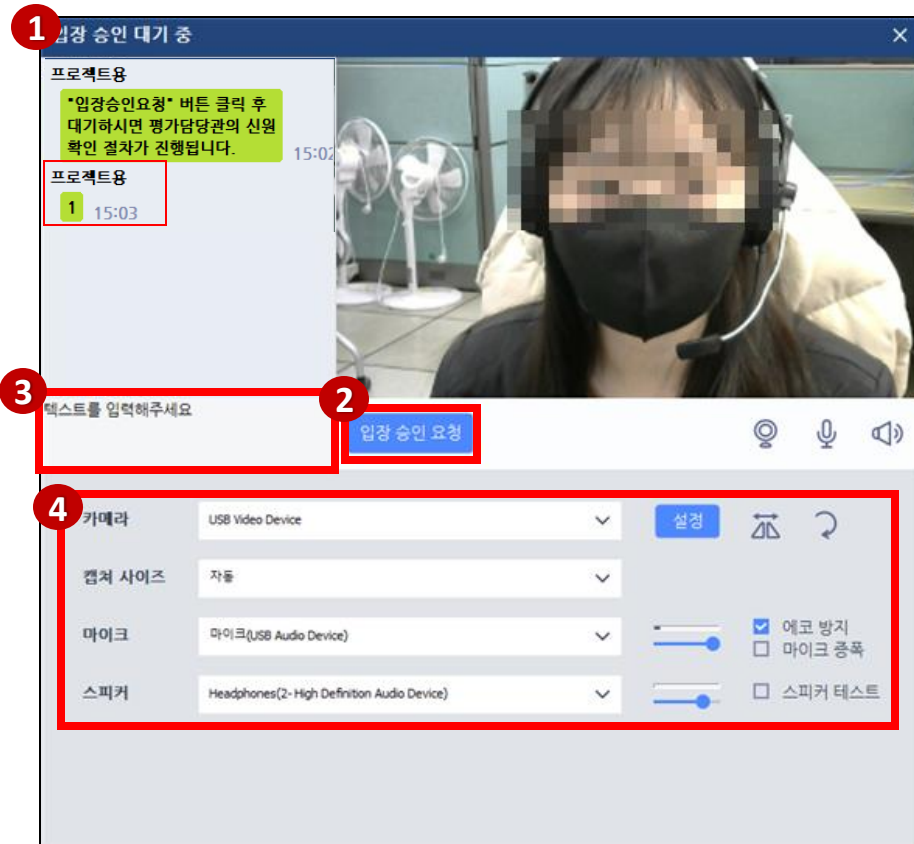 1
입장 승인 대기 중
프로젝트용
"입장승인요청" 버튼 클릭 후
대기하시면 평가담당관의 신원
확인 절차가 진행됩니다.
15:02
프로젝트용
1
15:03
3
텍스트를 입력해주세요
2
입장 승인 요청
4
카메라
USB Video Device
설정
캡쳐 사이즈
자동
마이크
마이크(USB Audio Device)
에코 방지
마이크 증폭
스피커
Headphones(2- High Definition Audio Device)
스피커 테스트